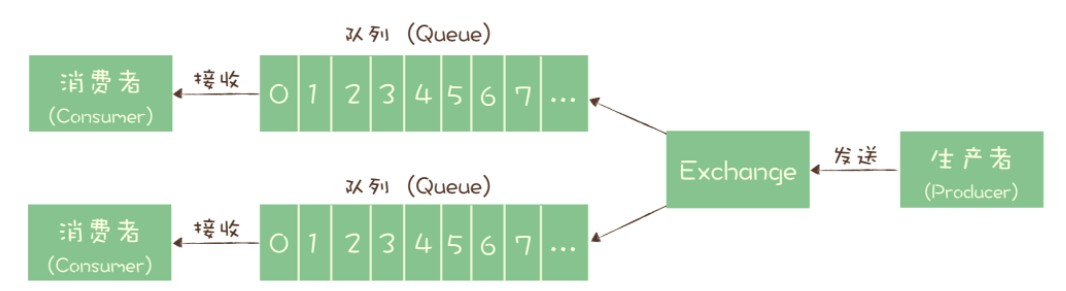 队列 (Queue)
消费者
(Consumer)
接收
0 1 2 3 4 5 6 7 ...
Exchange
发送
生产者
(Producer)
队列 (Queue)
消费者
(Consumer)
接收
0 1 2 3 4 5 6 7 ...